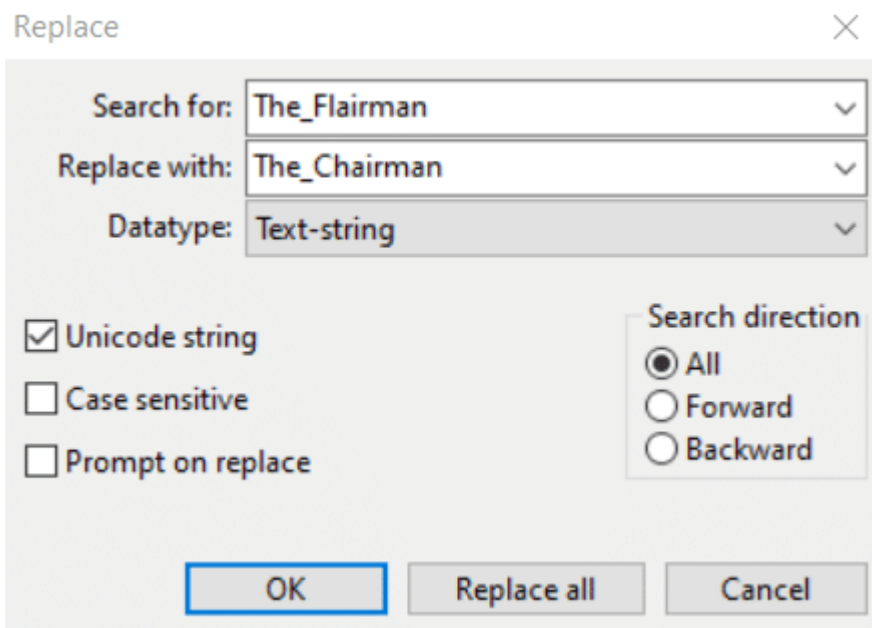 Replace
Search for: The_Flairman
Replace with: The_Chairman
Datatype: Text-string
Unicode string
Case sensitive
Prompt on replace
Search direction
All
Forward
Backward
OK Replace all Cancel